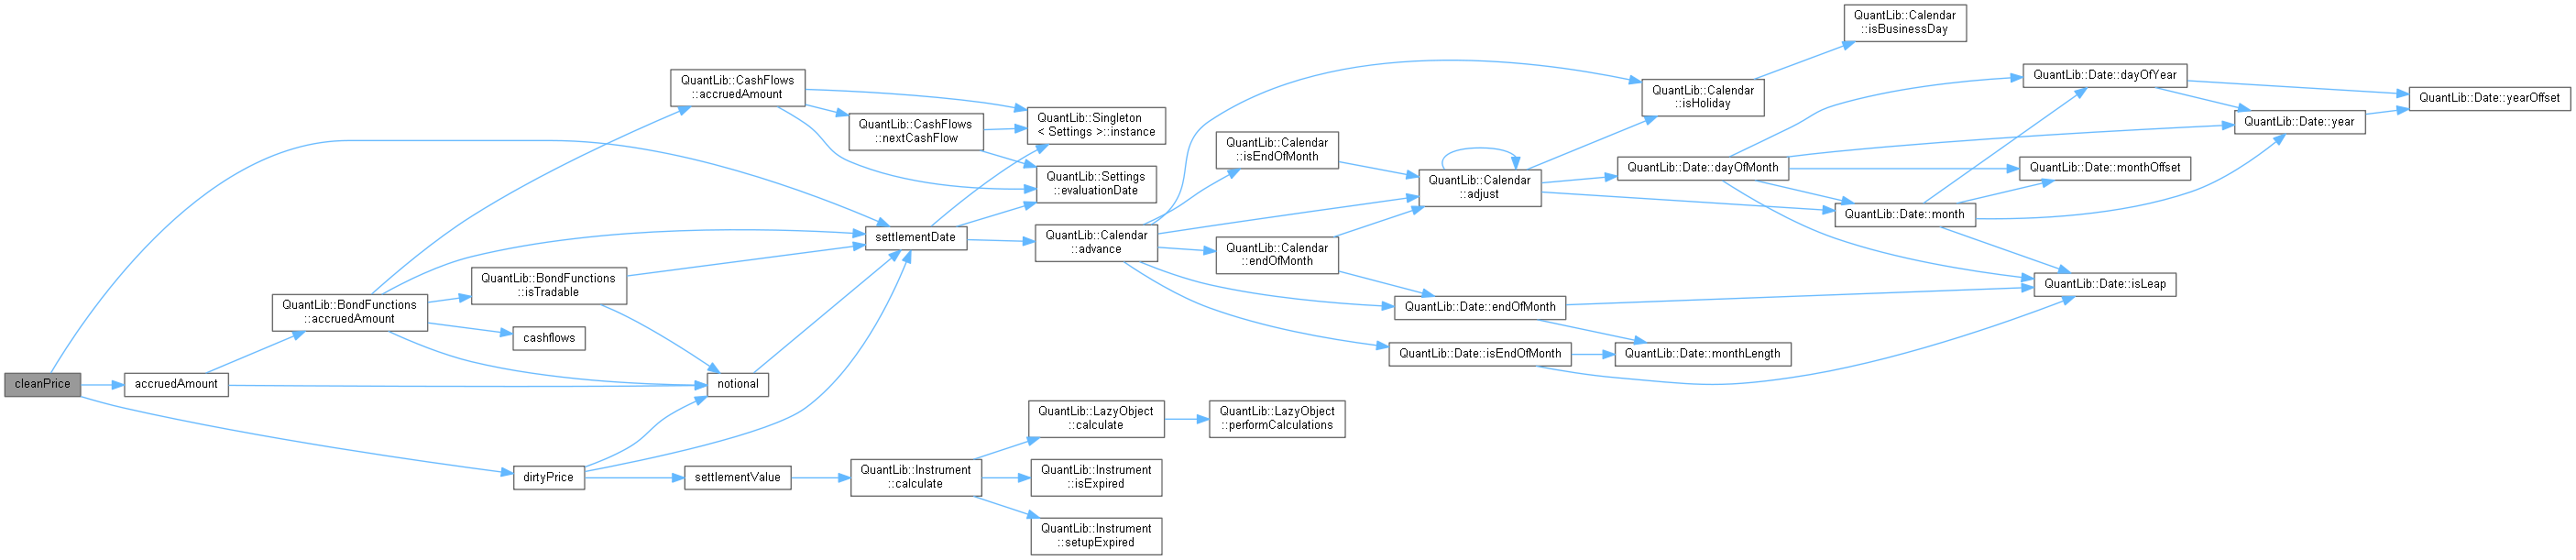 cleanPrice
accruedAmount
QuantLib::BondFunctions
::accruedAmount
QuantLib::CashFlows
::accruedAmount
QuantLib::BondFunctions
::isTradable
cashflows
notional
dirtyPrice
settlementValue
QuantLib::CashFlows
::nextCashFlow
QuantLib::Singleton
< Settings >::instance
QuantLib::Settings
::evaluationDate
settlementDate
QuantLib::Calendar
::advance
QuantLib::Calendar
::isEndOfMonth
QuantLib::Calendar
::endOfMonth
QuantLib::Calendar
::adjust
QuantLib::Date::endOfMonth
QuantLib::Date::isEndOfMonth
QuantLib::Calendar
::isHoliday
QuantLib::Calendar
::isBusinessDay
QuantLib::Date::dayOfMonth
QuantLib::Date::monthLength
QuantLib::Date::month
QuantLib::Date::dayOfYear
QuantLib::Date::monthOffset
QuantLib::Date::isLeap
QuantLib::Date::year
QuantLib::Date::yearOffset
QuantLib::Instrument
::calculate
QuantLib::LazyObject
::calculate
QuantLib::LazyObject
::performCalculations
QuantLib::Instrument
::isExpired
QuantLib::Instrument
::setupExpired